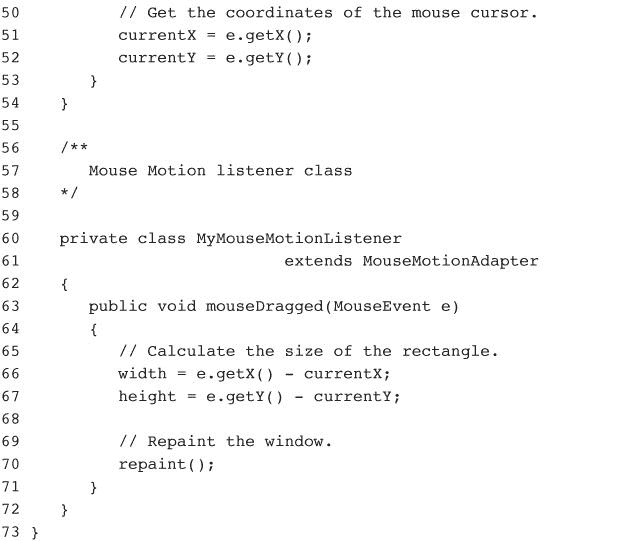 50          // Get the coordinates of the mouse cursor.
51          currentX = e.getX();
52          currentY = e.getY();
53       }
54    }
55
56    /**
57       Mouse Motion listener class
58    */
59
60    private class MyMouseMotionListener
61                           extends MouseMotionAdapter
62    {
63       public void mouseDragged(MouseEvent e)
64       {
65          // Calculate the size of the rectangle.
66          width = e.getX() - currentX;
67          height = e.getY() - currentY;
68
69          // Repaint the window.
70          repaint();
71       }
72    }
73 }